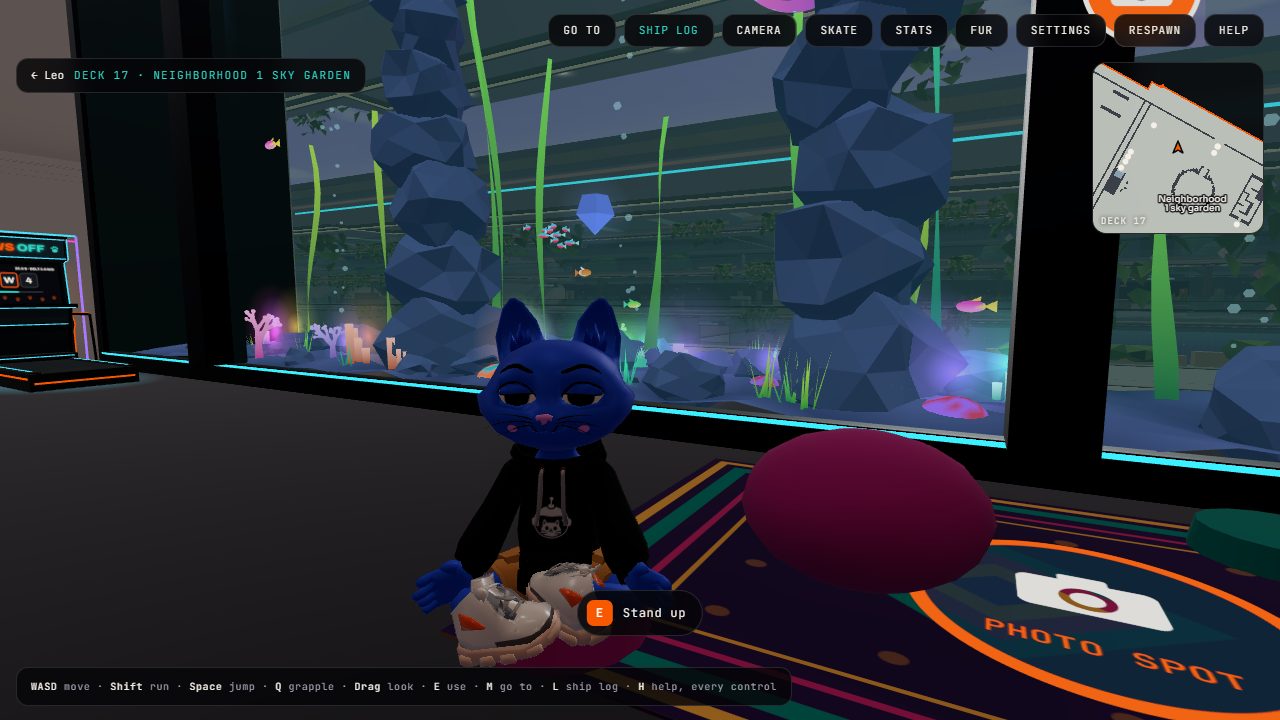 GO TO
SHIP LOG
CAMERA
SKATE
STATS
FUR
SETTINGS
RESPAWN
HELP
← Leo DECK 17 · NEIGHBORHOOD 1 SKY GARDEN
Neighborhood
1 sky garden
DECK 17
OFF
W 4
E Stand up
PHOTO SPOT
WASD move · Shift run · Space jump · Q grapple · Drag look · E use · M go to · L ship log · H help, every control